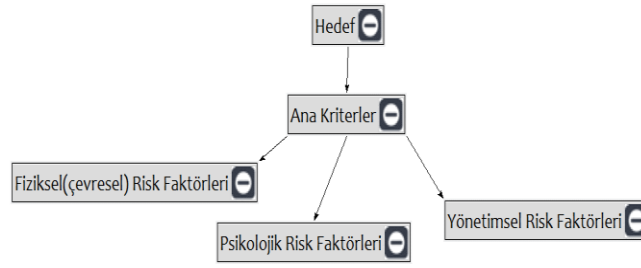 Hedef
Ana Kriterler
Fiziksel(çevresel) Risk Faktörleri
Psikolojik Risk Faktörleri
Yönetimsel Risk Faktörleri